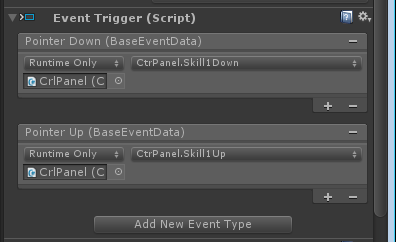 Event Trigger (Script)
Pointer Down (BaseEventData)
Runtime Only CtrPanel.Skill1Down
CrlPanel (C
Pointer Up (BaseEventData)
Runtime Only CtrPanel.Skill1Up
CrlPanel (C
Add New Event Type